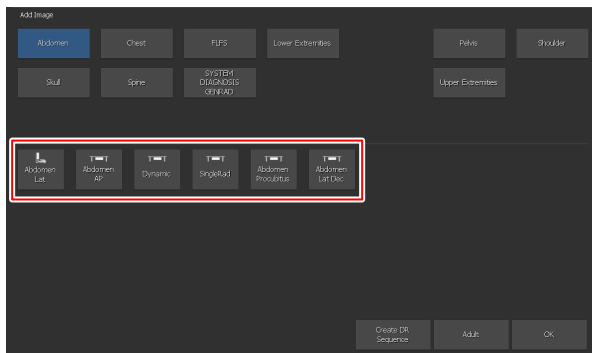 Add Image
Abdomen
Chest
FLFS
Lower Extremities
Pelvis
Shoulder
Skull
Spine
SYSTEM
DIAGNOSIS
GENRAD
Upper Extremities
Abdomen
Lat
Abdomen
AP
Dynamic
SingleRad
Abdomen
Procubitus
Abdomen
Lat Dec
Create DR
Sequence
Adult
OK